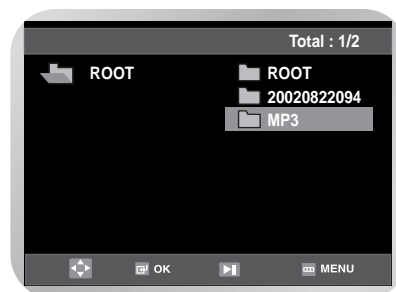 Total : 1/2
ROOT
ROOT
20020822094
MP3
OK
MENU